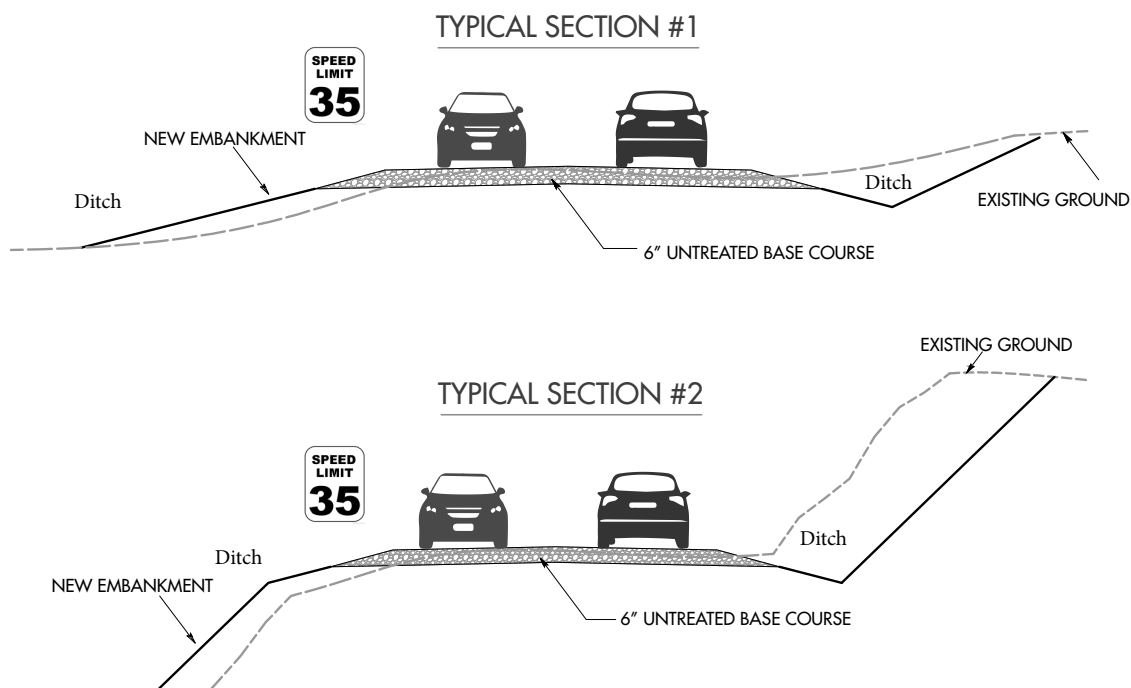 TYPICAL SECTION #1
SPEED
LIMIT
35
NEW EMBANKMENT
Ditch
Ditch
EXISTING GROUND
6” UNTREATED BASE COURSE
EXISTING GROUND
TYPICAL SECTION #2
SPEED
LIMIT
35
Ditch
Ditch
NEW EMBANKMENT
6” UNTREATED BASE COURSE